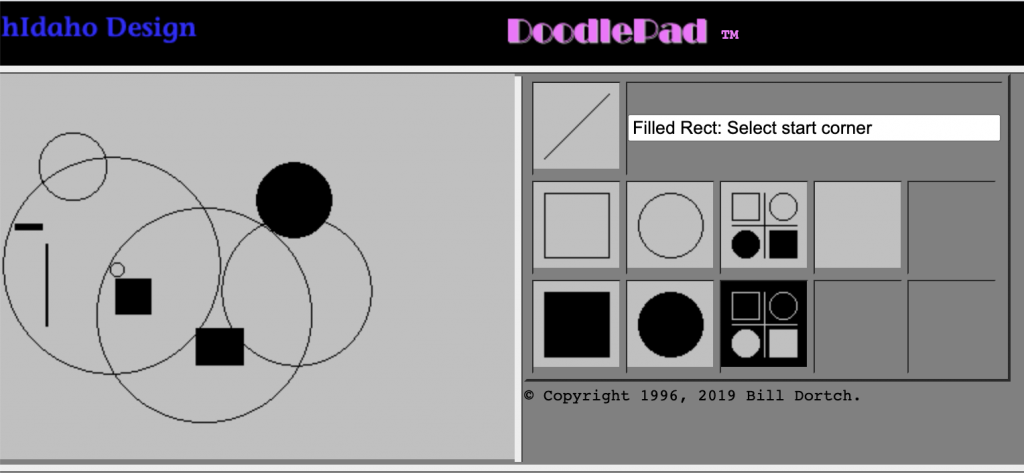 hIdaho Design
DoodlePad ™
Filled Rect: Select start corner
© Copyright 1996, 2019 Bill Dortch.